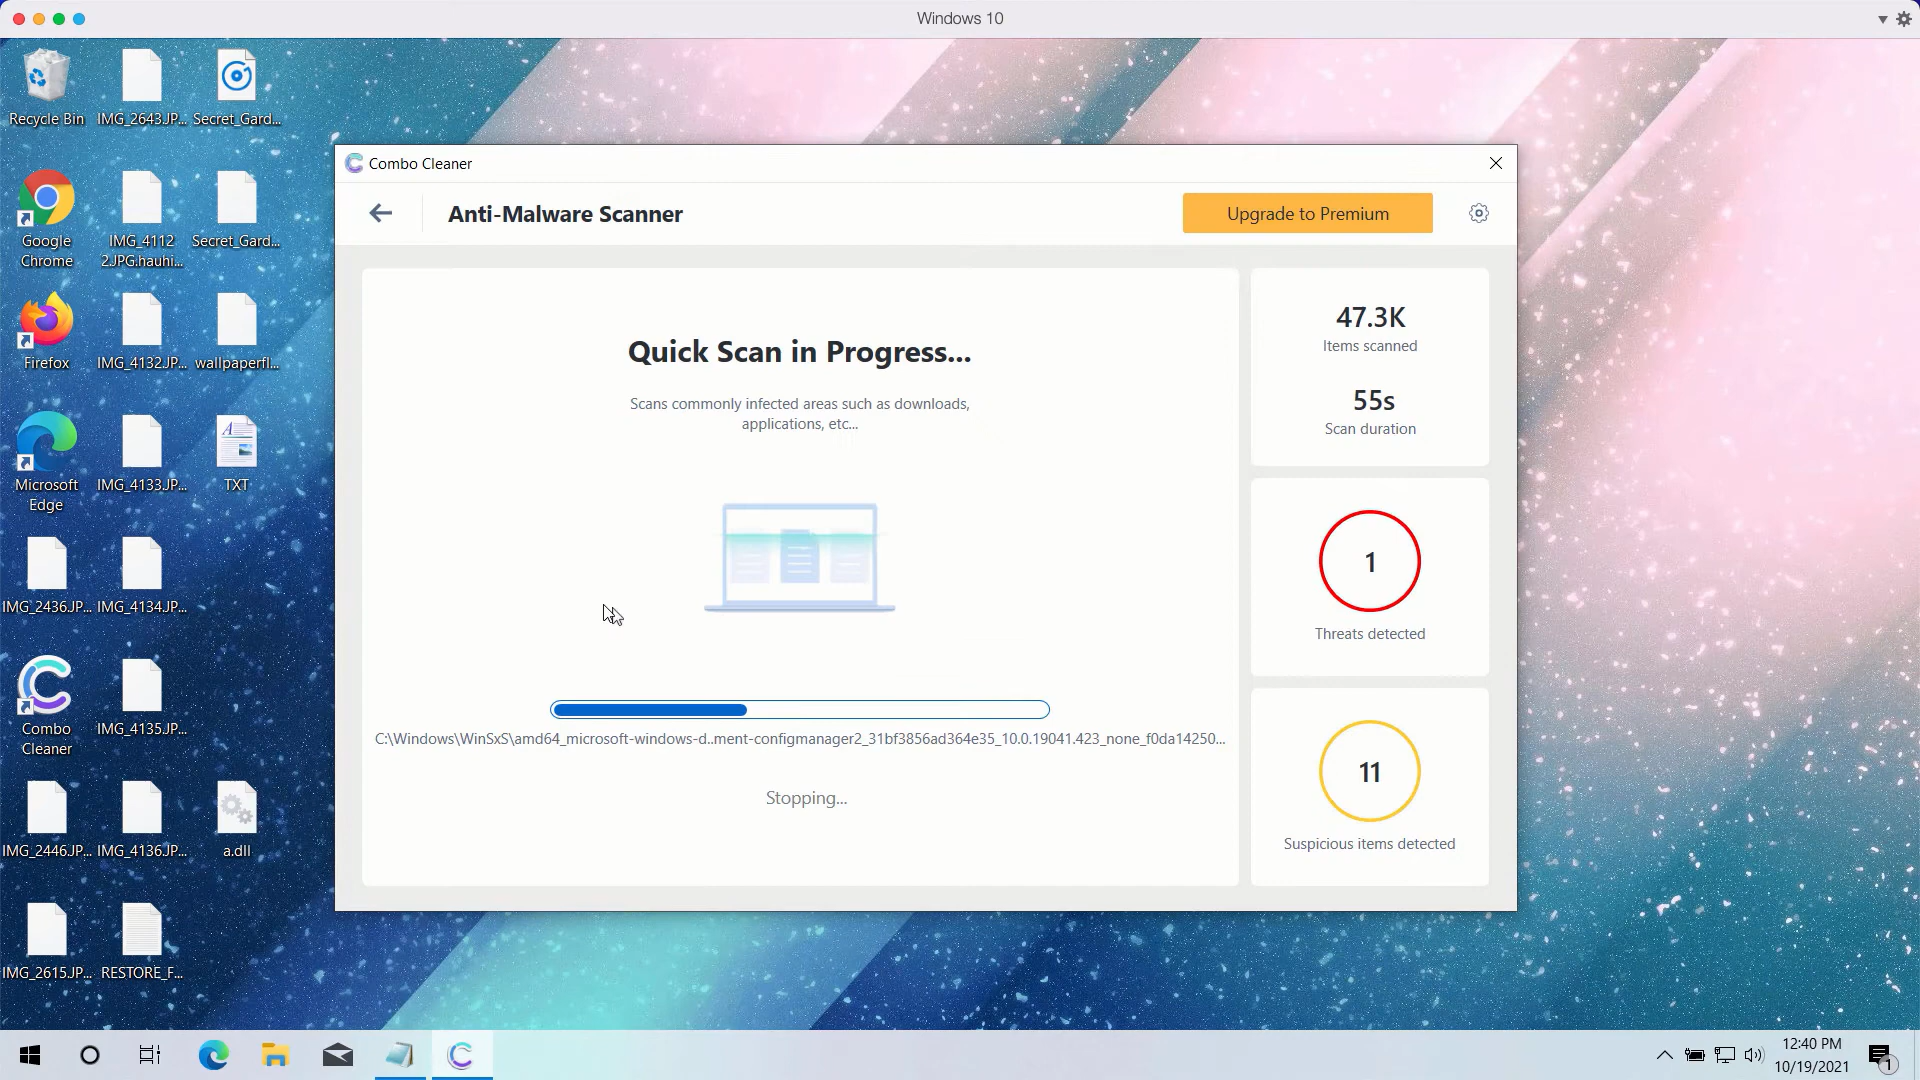 Windows 10
Recycle Bin
IMG_2643.JP...
Secret_Gard...
Google
Chrome
IMG_4112
2.JPG.hauhi...
Secret_Gard...
Firefox
IMG_4132.JP...
wallpaperfl...
Microsoft
Edge
IMG_4133.JP...
TXT
IMG_2436.JP...
IMG_4134.JP...
Combo
Cleaner
IMG_4135.JP...
IMG_2446.JP...
IMG_4136.JP...
a.dll
IMG_2615.JP...
RESTORE_F...
Combo Cleaner
Anti-Malware Scanner
Upgrade to Premium
Quick Scan in Progress...
Scans commonly infected areas such as downloads,
applications, etc...
C:\Windows\WinSxS\amd64_microsoft-windows-d..ment-configmanager2_31bf3856ad364e35_10.0.19041.423_none_f0da14250...
Stopping...
47.3K
Items scanned
55s
Scan duration
1
Threats detected
11
Suspicious items detected
12:40 PM
10/19/2021
1